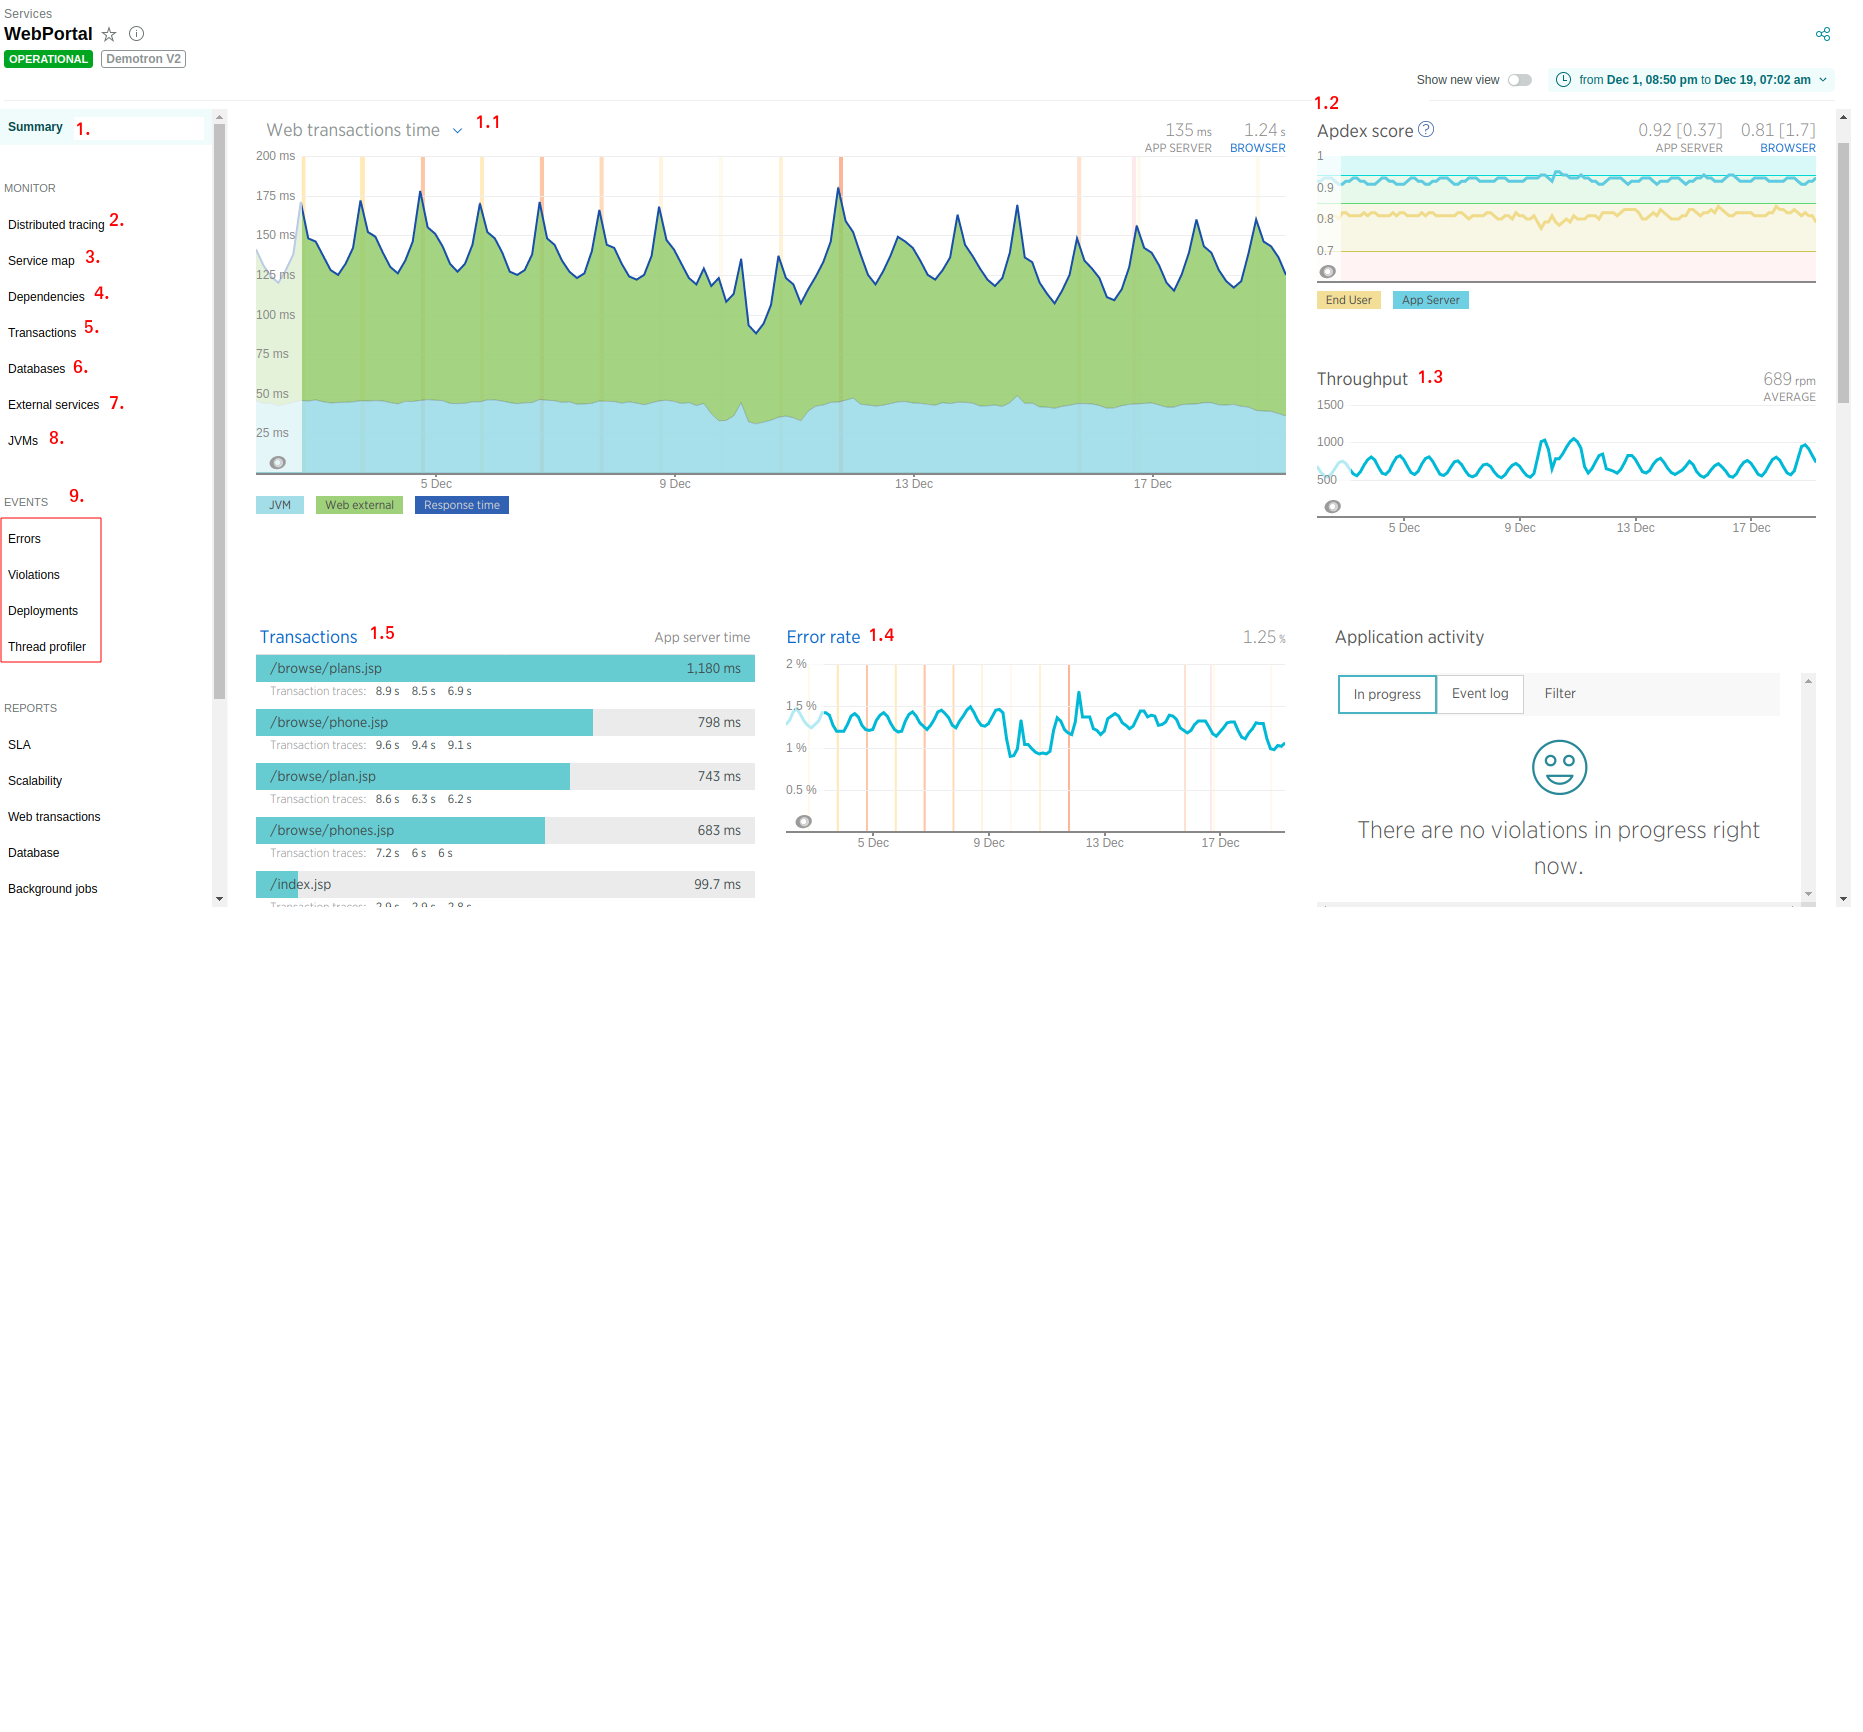 Services
WebPortal
OPERATIONAL Demotron V2
Show new view from Dec 1, 08:50 pm to Dec 19, 07:02 am
Summary 1.
MONITOR
Distributed tracing 2.
Service map 3.
Dependencies 4.
Transactions 5.
Databases 6.
External services 7.
JVMs 8.
EVENTS 9.
Errors
Violations
Deployments
Thread profiler
REPORTS
SLA
Scalability
Web transactions
Database
Background jobs
Web transactions time 1.1
135 ms 1.24 s
APP SERVER BROWSER
200 ms
175 ms
150 ms
125 ms
100 ms
75 ms
50 ms
25 ms
5 Dec 9 Dec 13 Dec 17 Dec
JVM Web external Response time
1.2
Apdex score ? 0.92 [0.37] 0.81 [1.7]
APP SERVER BROWSER
1
0.9
0.8
0.7
End User App Server
Throughput 1.3 689 rpm
AVERAGE
1500
1000
500
5 Dec 9 Dec 13 Dec 17 Dec
Transactions 1.5 App server time
/browse/plans.jsp 1,180 ms
Transaction traces: 8.9 s 8.5 s 6.9 s
/browse/phone.jsp 798 ms
Transaction traces: 9.6 s 9.4 s 9.1 s
/browse/plan.jsp 743 ms
Transaction traces: 8.6 s 6.3 s 6.2 s
/browse/phones.jsp 683 ms
Transaction traces: 7.2 s 6 s 6 s
/index.jsp 99.7 ms
Transaction traces: 2.9 s 2.9 s 2.8 s
Error rate 1.4 1.25 %
2 %
1.5 %
1 %
0.5 %
5 Dec 9 Dec 13 Dec 17 Dec
Application activity
In progress Event log Filter
There are no violations in progress right
now.